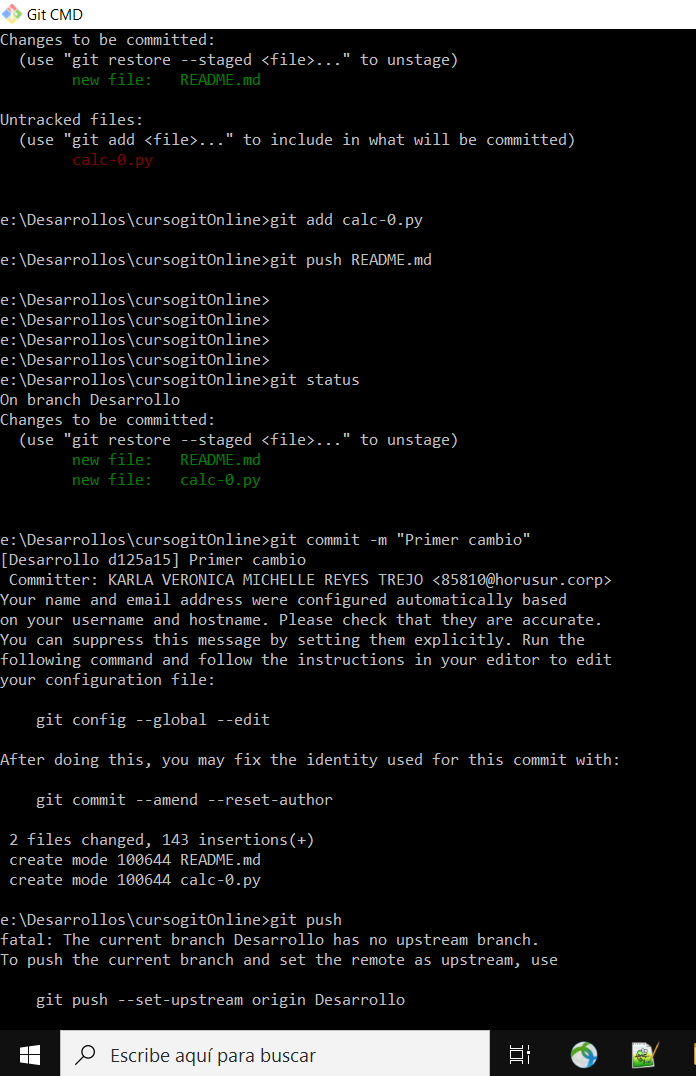 Git CMD
Changes to be committed:
  (use "git restore --staged <file>..." to unstage)
        new file:   README.md
Untracked files:
  (use "git add <file>..." to include in what will be committed)
        calc-0.py
e:\Desarrollos\cursogitOnline>git add calc-0.py
e:\Desarrollos\cursogitOnline>git push README.md
e:\Desarrollos\cursogitOnline>
e:\Desarrollos\cursogitOnline>
e:\Desarrollos\cursogitOnline>
e:\Desarrollos\cursogitOnline>
e:\Desarrollos\cursogitOnline>git status
On branch Desarrollo
Changes to be committed:
  (use "git restore --staged <file>..." to unstage)
        new file:   README.md
        new file:   calc-0.py
e:\Desarrollos\cursogitOnline>git commit -m "Primer cambio"
[Desarrollo d125a15] Primer cambio
 Committer: KARLA VERONICA MICHELLE REYES TREJO <85810@horusur.corp>
Your name and email address were configured automatically based
on your username and hostname. Please check that they are accurate.
You can suppress this message by setting them explicitly. Run the
following command and follow the instructions in your editor to edit
your configuration file:
    git config --global --edit
After doing this, you may fix the identity used for this commit with:
    git commit --amend --reset-author
 2 files changed, 143 insertions(+)
 create mode 100644 README.md
 create mode 100644 calc-0.py
e:\Desarrollos\cursogitOnline>git push
fatal: The current branch Desarrollo has no upstream branch.
To push the current branch and set the remote as upstream, use
    git push --set-upstream origin Desarrollo
Escribe aquí para buscar